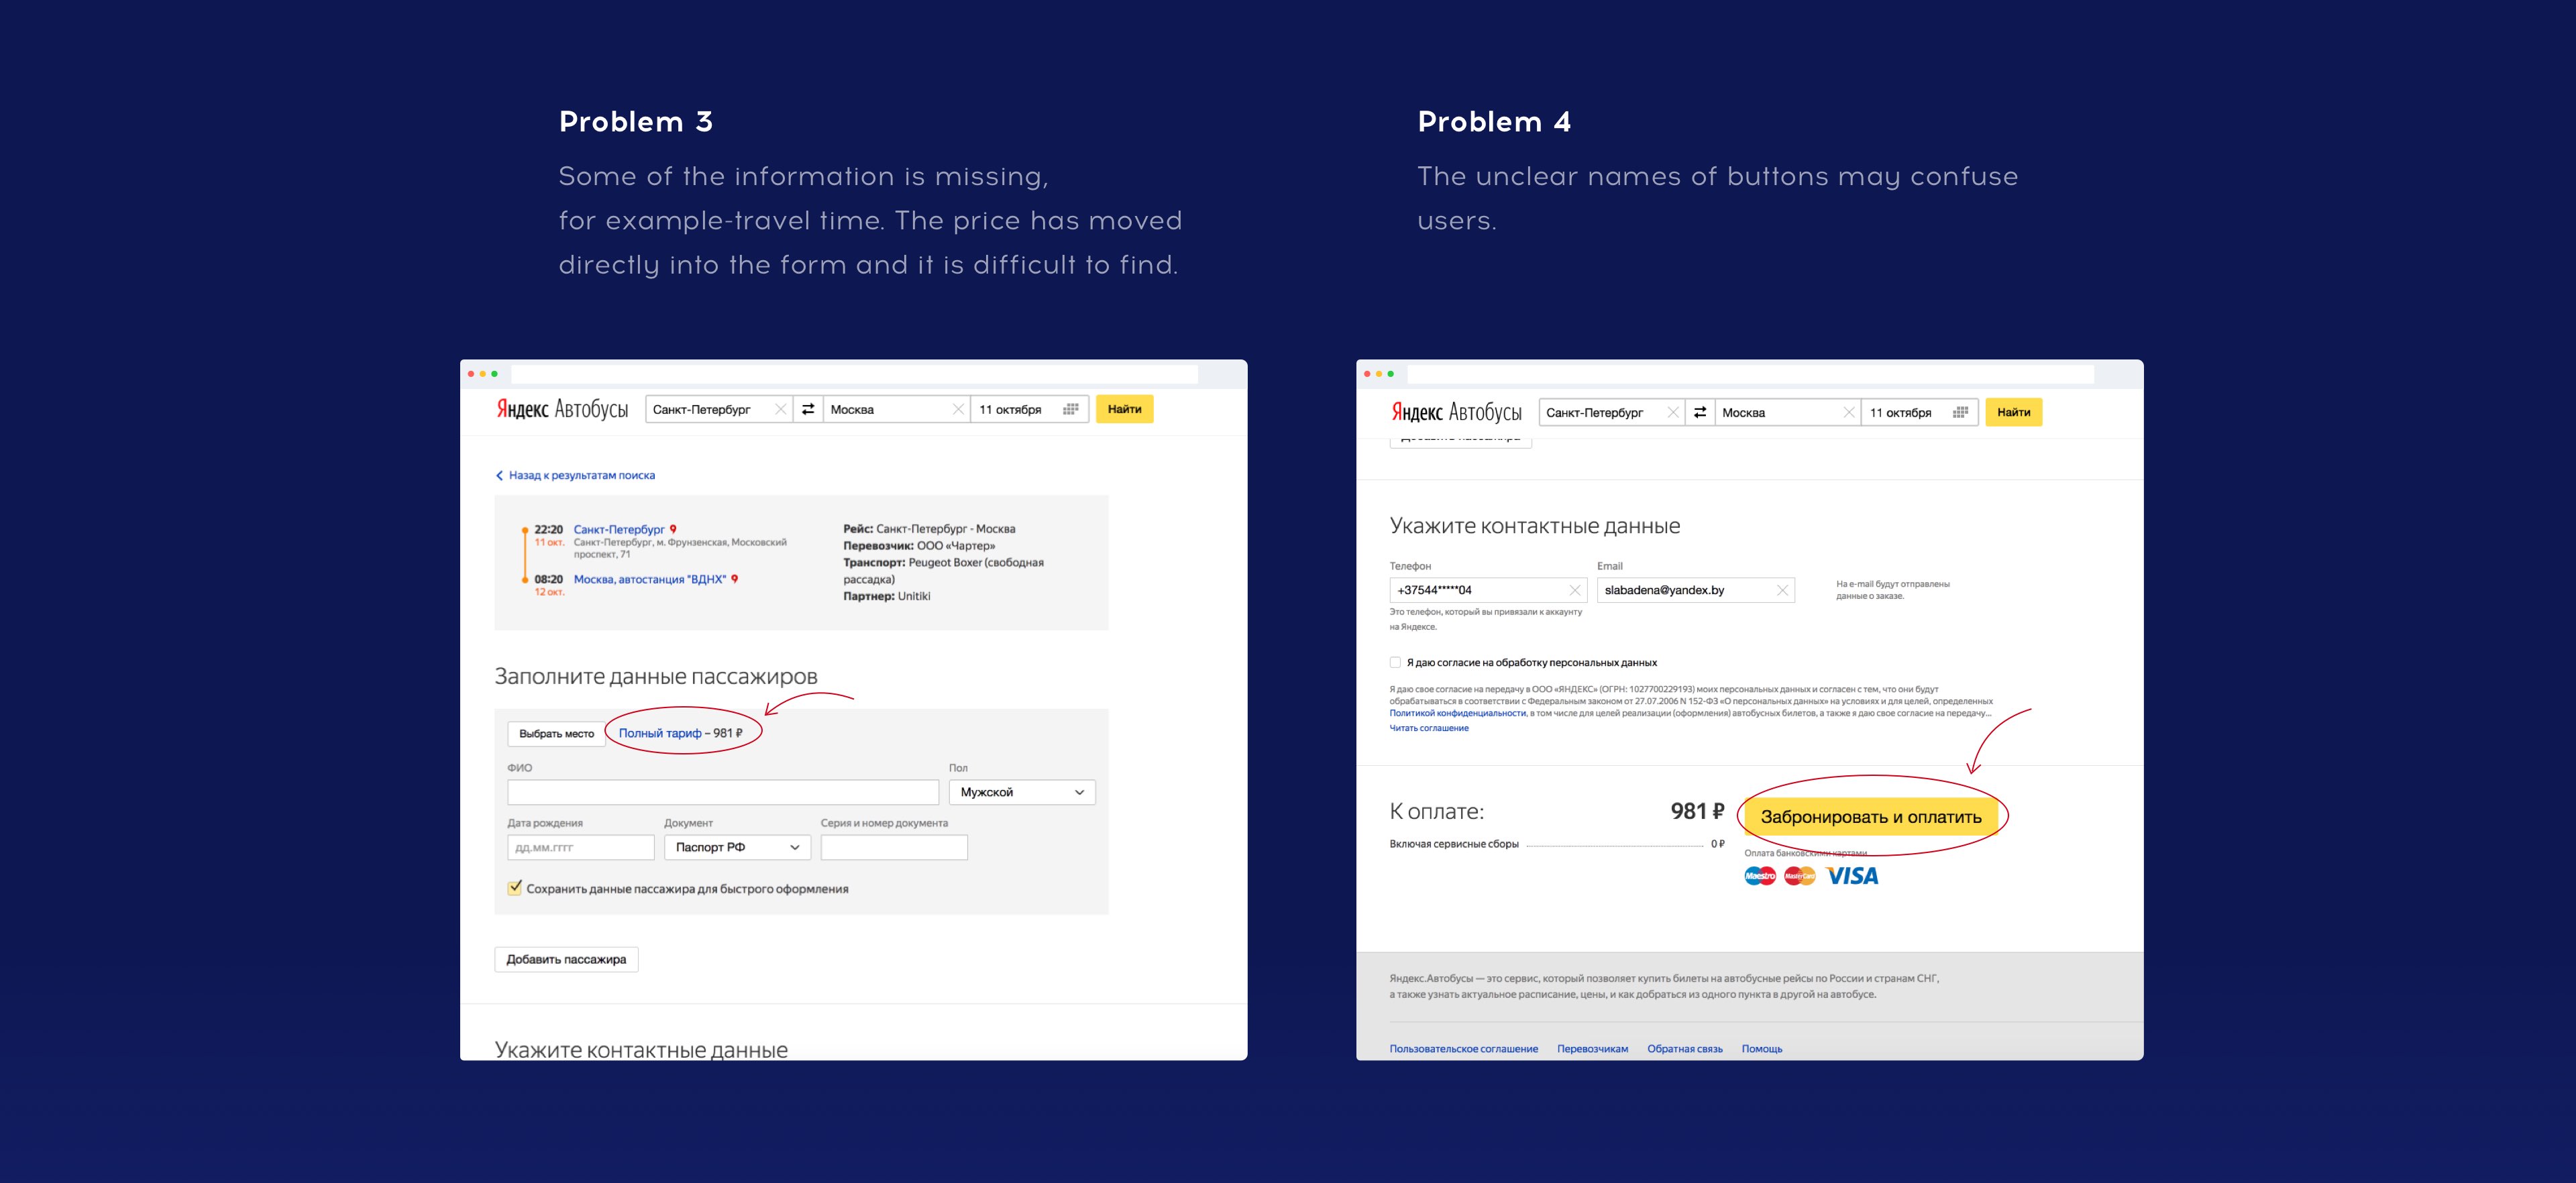 Problem 3
Some of the information is missing,
for example-travel time. The price has moved
directly into the form and it is difficult to find.
Problem 4
The unclear names of buttons may confuse
users.
Яндекс Автобусы
Санкт-Петербург
Москва
11 октября
Найти
Назад к результатам поиска
22:20 Санкт-Петербург
11 окт. Санкт-Петербург, м. Фрунзенская, Московский
проспект, 71
08:20 Москва, автостанция "ВДНХ"
12 окт.
Рейс: Санкт-Петербург - Москва
Перевозчик: ООО «Чартер»
Транспорт: Peugeot Boxer (свободная
рассадка)
Партнер: Unitiki
Заполните данные пассажиров
Выбрать место
Полный тариф – 981 ₽
ФИО
Пол
Мужской
Дата рождения
Документ
Серия и номер документа
дд.мм.гггг
Паспорт РФ
Сохранить данные пассажира для быстрого оформления
Добавить пассажира
Укажите контактные данные
Яндекс Автобусы
Санкт-Петербург
Москва
11 октября
Найти
Добавить пассажира
Укажите контактные данные
Телефон
Email
+37544*****04
slabadena@yandex.by
На e-mail будут отправлены
данные о заказе.
Это телефон, который вы привязали к аккаунту
на Яндексе.
Я даю согласие на обработку персональных данных
Я даю свое согласие на передачу в ООО «ЯНДЕКС» (ОГРН: 1027700229193) моих персональных данных и согласен с тем, что они будут
обрабатываться в соответствии с Федеральным законом от 27.07.2006 N 152-ФЗ «О персональных данных» на условиях и для целей, определенных
Политикой конфиденциальности, в том числе для целей реализации (оформления) автобусных билетов, а также я даю свое согласие на передачу...
Читать соглашение
К оплате:
981 ₽
Забронировать и оплатить
Включая сервисные сборы
0 ₽
Оплата банковскими картами
Maestro
MasterCard
VISA
Яндекс.Автобусы — это сервис, который позволяет купить билеты на автобусные рейсы по России и странам СНГ,
а также узнать актуальное расписание, цены, и как добраться из одного пункта в другой на автобусе.
Пользовательское соглашение
Перевозчикам
Обратная связь
Помощь